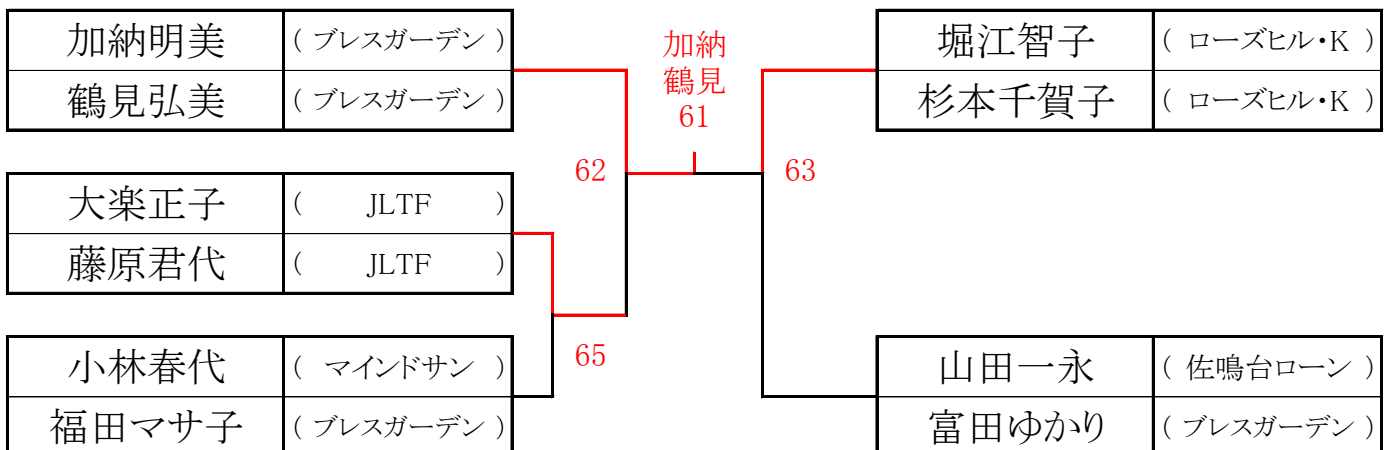 加納明美 ( ブレスガーデン )
鶴見弘美 ( ブレスガーデン )
大楽正子 ( JLTF )
藤原君代 ( JLTF )
小林春代 ( マインドサン )
福田マサ子 ( ブレスガーデン )
62
65
加納
鶴見
61
63
堀江智子 ( ローズヒル・K )
杉本千賀子 ( ローズヒル・K )
山田一永 ( 佐鳴台ローン )
富田ゆかり ( ブレスガーデン )